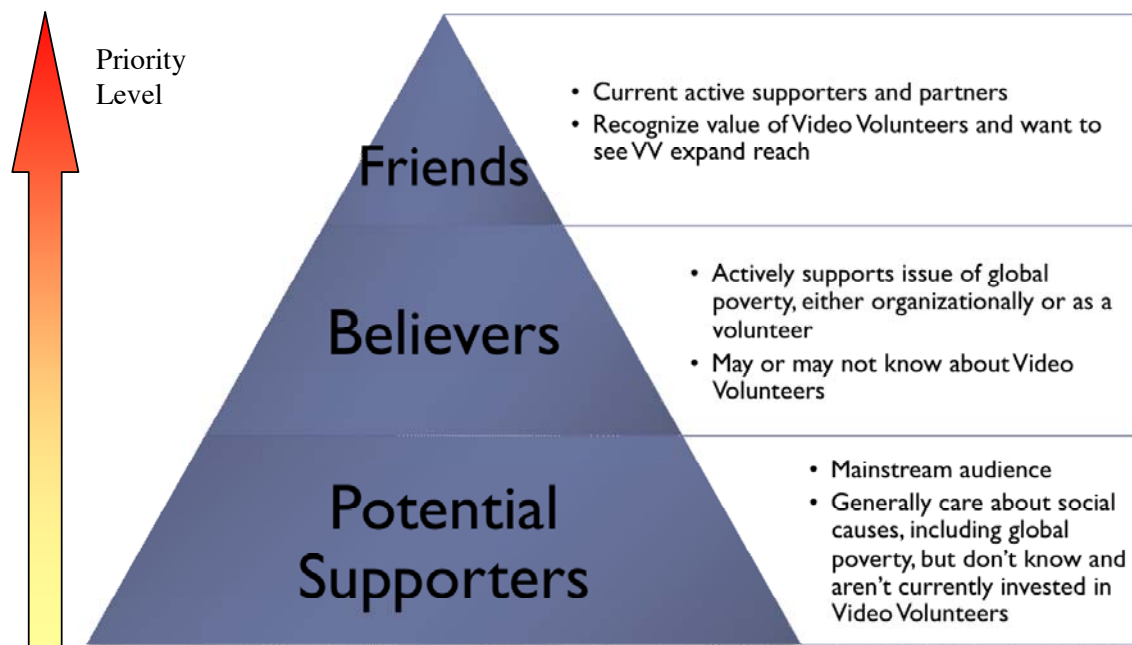 Priority
Level
Friends
• Current active supporters and partners
• Recognize value of Video Volunteers and want to
see VV expand reach
Believers
• Actively supports issue of global
poverty, either organizationally or as a
volunteer
• May or may not know about Video
Volunteers
Potential
Supporters
• Mainstream audience
• Generally care about social
causes, including global
poverty, but don't know and
aren't currently invested in
Video Volunteers